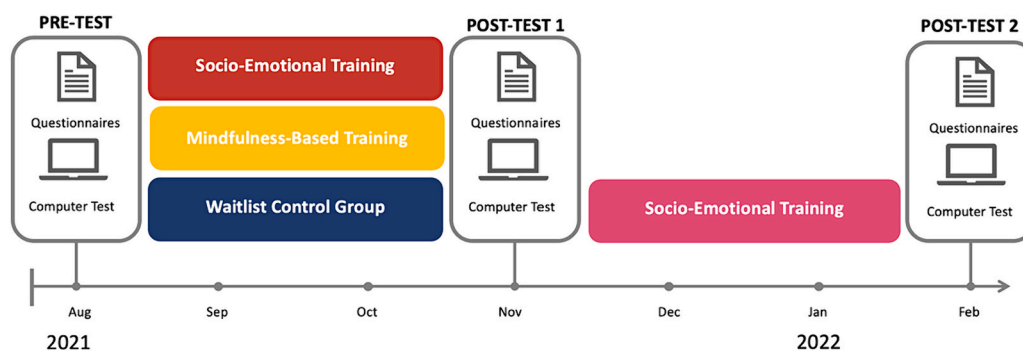 PRE-TEST
Questionnaires
Computer Test
Socio-Emotional Training
Mindfulness-Based Training
Waitlist Control Group
POST-TEST 1
Questionnaires
Computer Test
Socio-Emotional Training
POST-TEST 2
Questionnaires
Computer Test
Aug
Sep
Oct
Nov
Dec
Jan
Feb
2021
2022